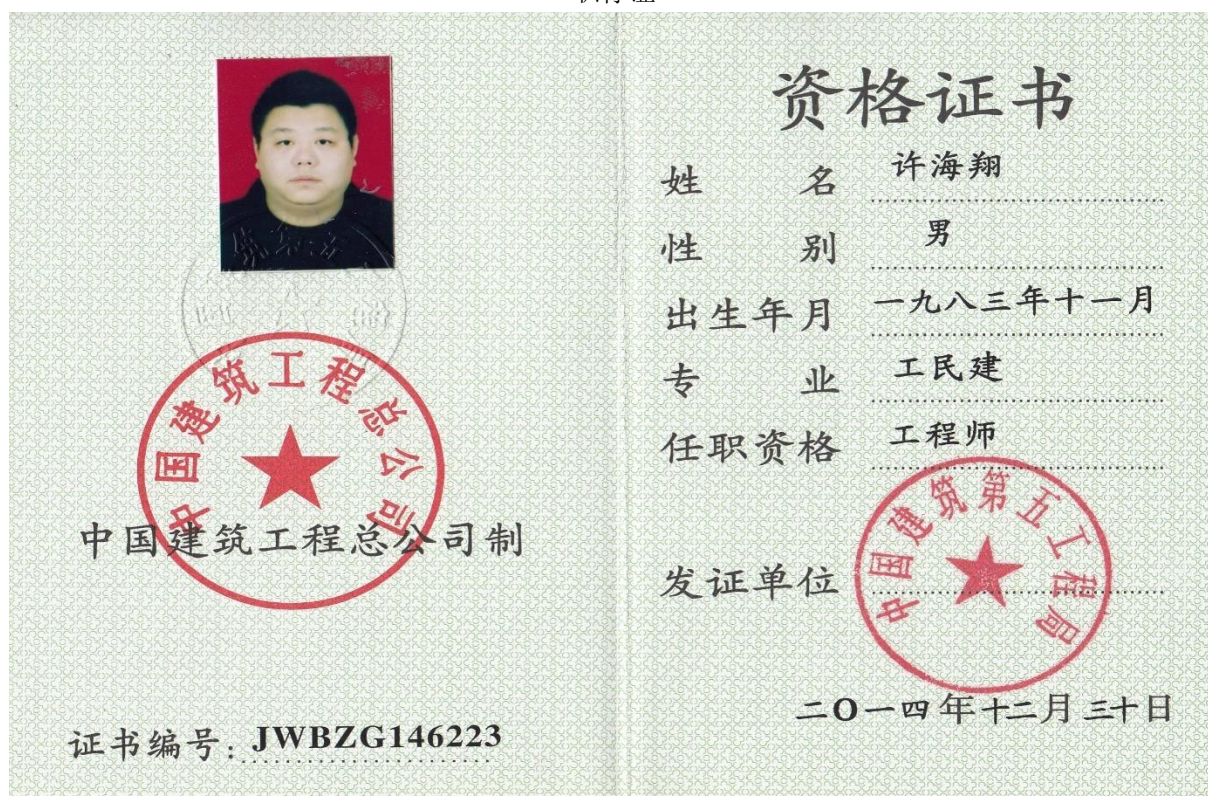 中国建筑工程总公司
中国建筑工程总公司制
证书编号：JWBZG146223
资格证书
姓名 许海翔
性别 男
出生年月 一九八三年十一月
专业 工民建
任职资格 工程师
发证单位
中国建筑第五工程局
二〇一四年十二月三十日